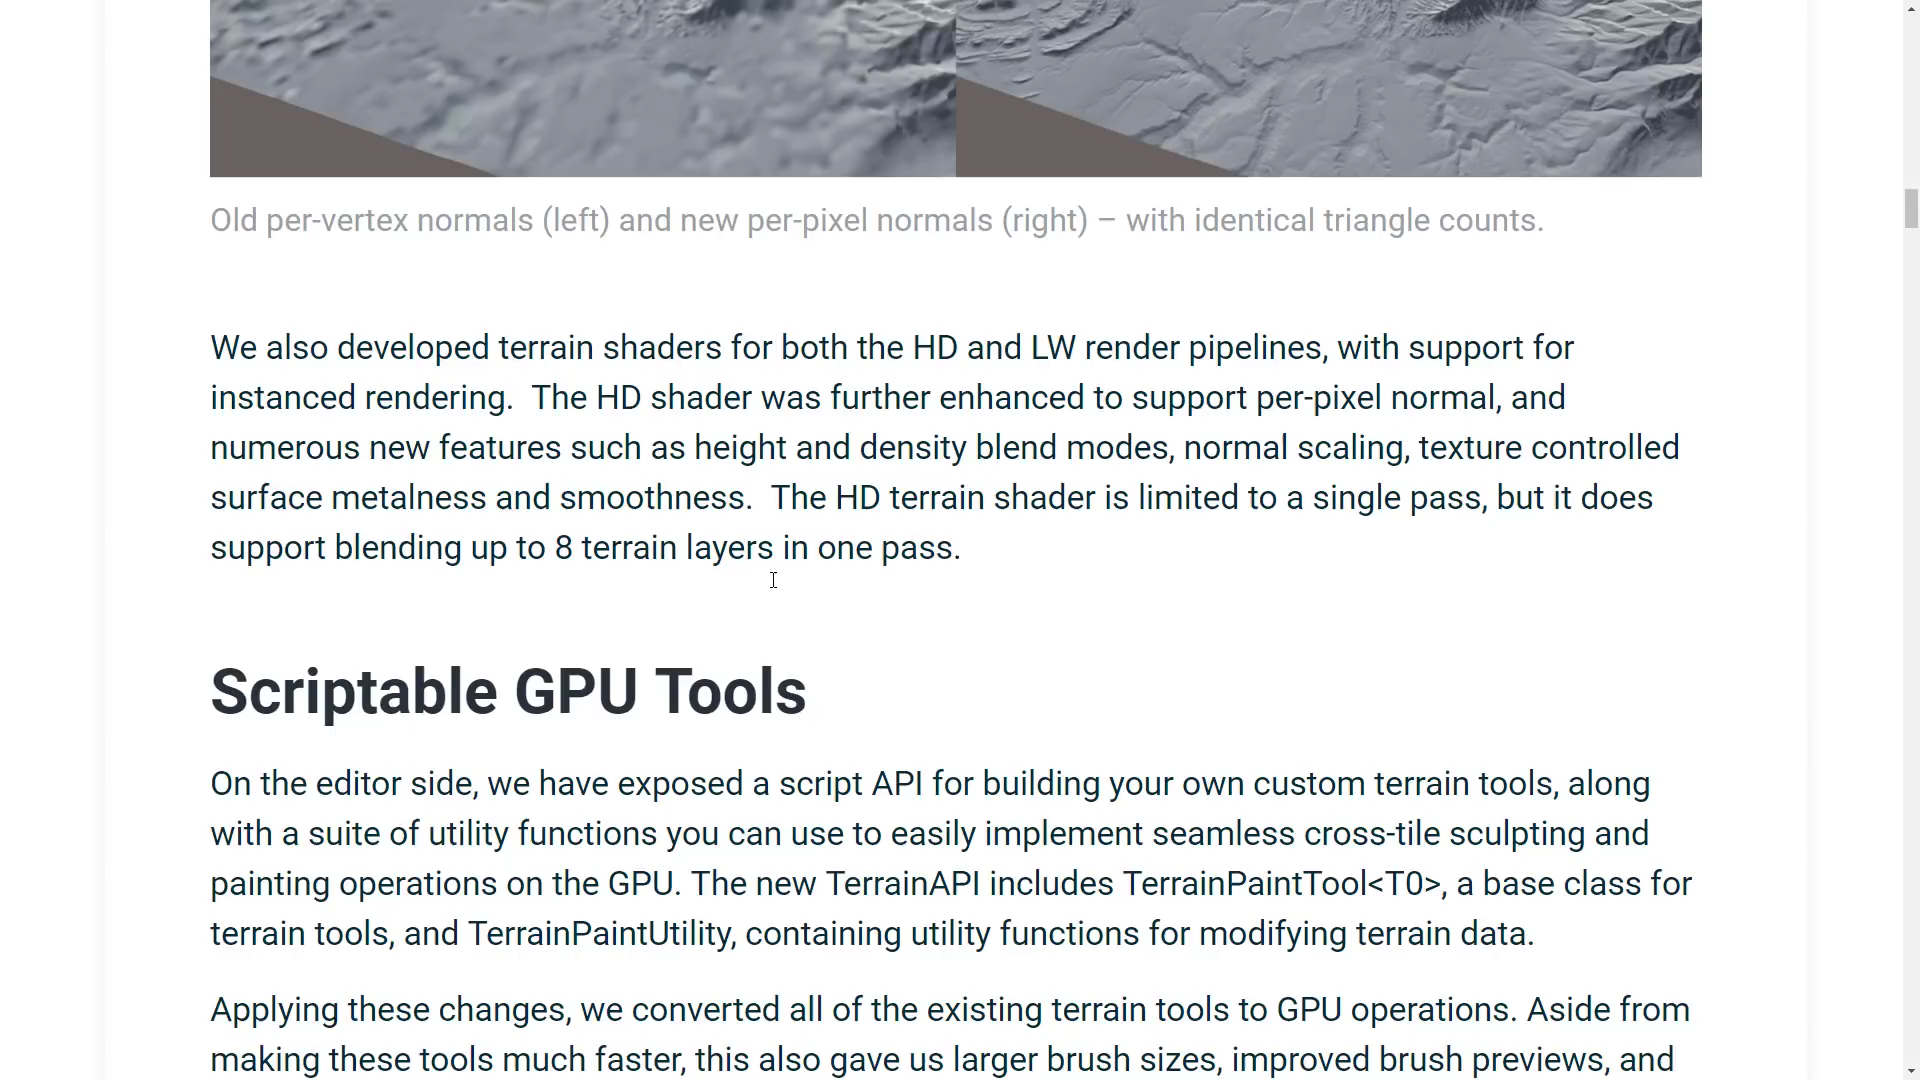 Old per-vertex normals (left) and new per-pixel normals (right) – with identical triangle counts.
We also developed terrain shaders for both the HD and LW render pipelines, with support for
instanced rendering.  The HD shader was further enhanced to support per-pixel normal, and
numerous new features such as height and density blend modes, normal scaling, texture controlled
surface metalness and smoothness.  The HD terrain shader is limited to a single pass, but it does
support blending up to 8 terrain layers in one pass.
Scriptable GPU Tools
On the editor side, we have exposed a script API for building your own custom terrain tools, along
with a suite of utility functions you can use to easily implement seamless cross-tile sculpting and
painting operations on the GPU. The new TerrainAPI includes TerrainPaintTool<T0>, a base class for
terrain tools, and TerrainPaintUtility, containing utility functions for modifying terrain data.
Applying these changes, we converted all of the existing terrain tools to GPU operations. Aside from
making these tools much faster, this also gave us larger brush sizes, improved brush previews, and